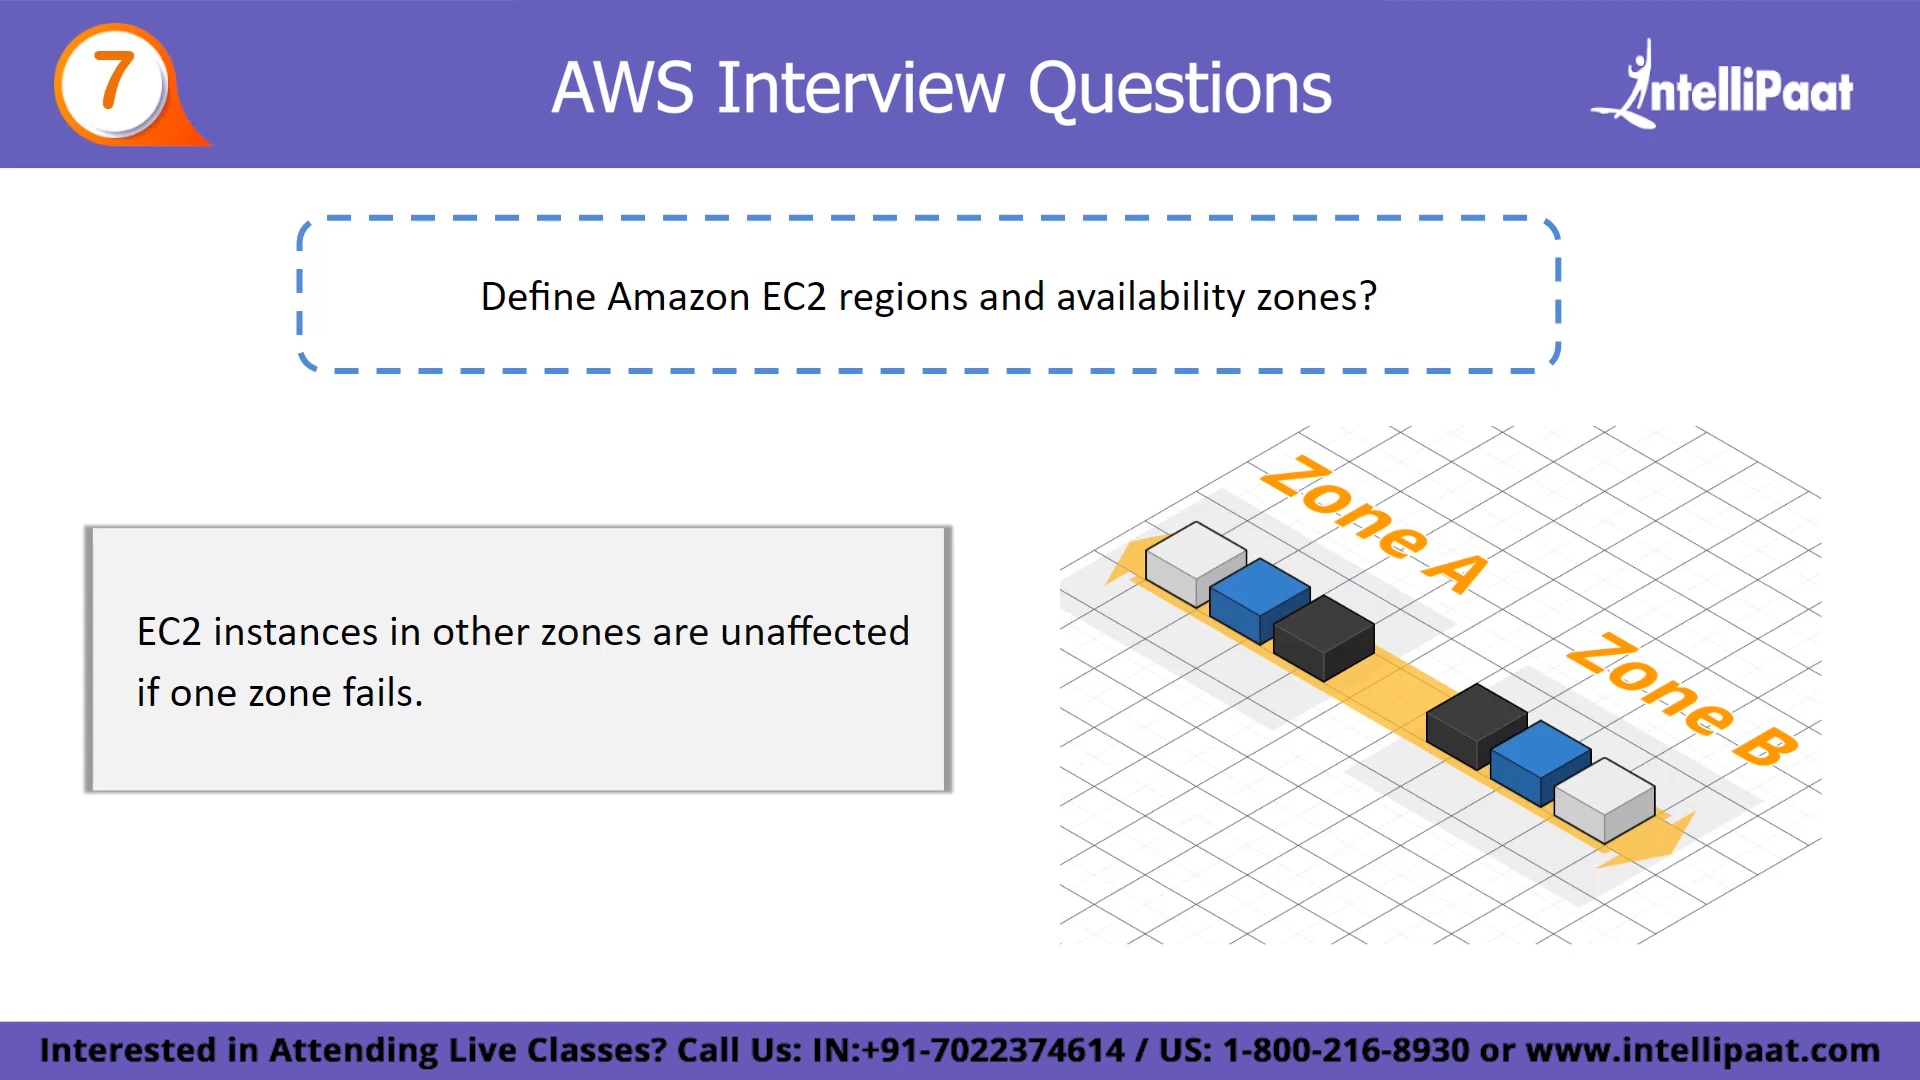 7
AWS Interview Questions
IntelliPaat
Define Amazon EC2 regions and availability zones?
Zone A
Zone B
EC2 instances in other zones are unaffected
if one zone fails.
Interested in Attending Live Classes? Call Us: IN:+91-7022374614 / US: 1-800-216-8930 or www.intellipaat.com